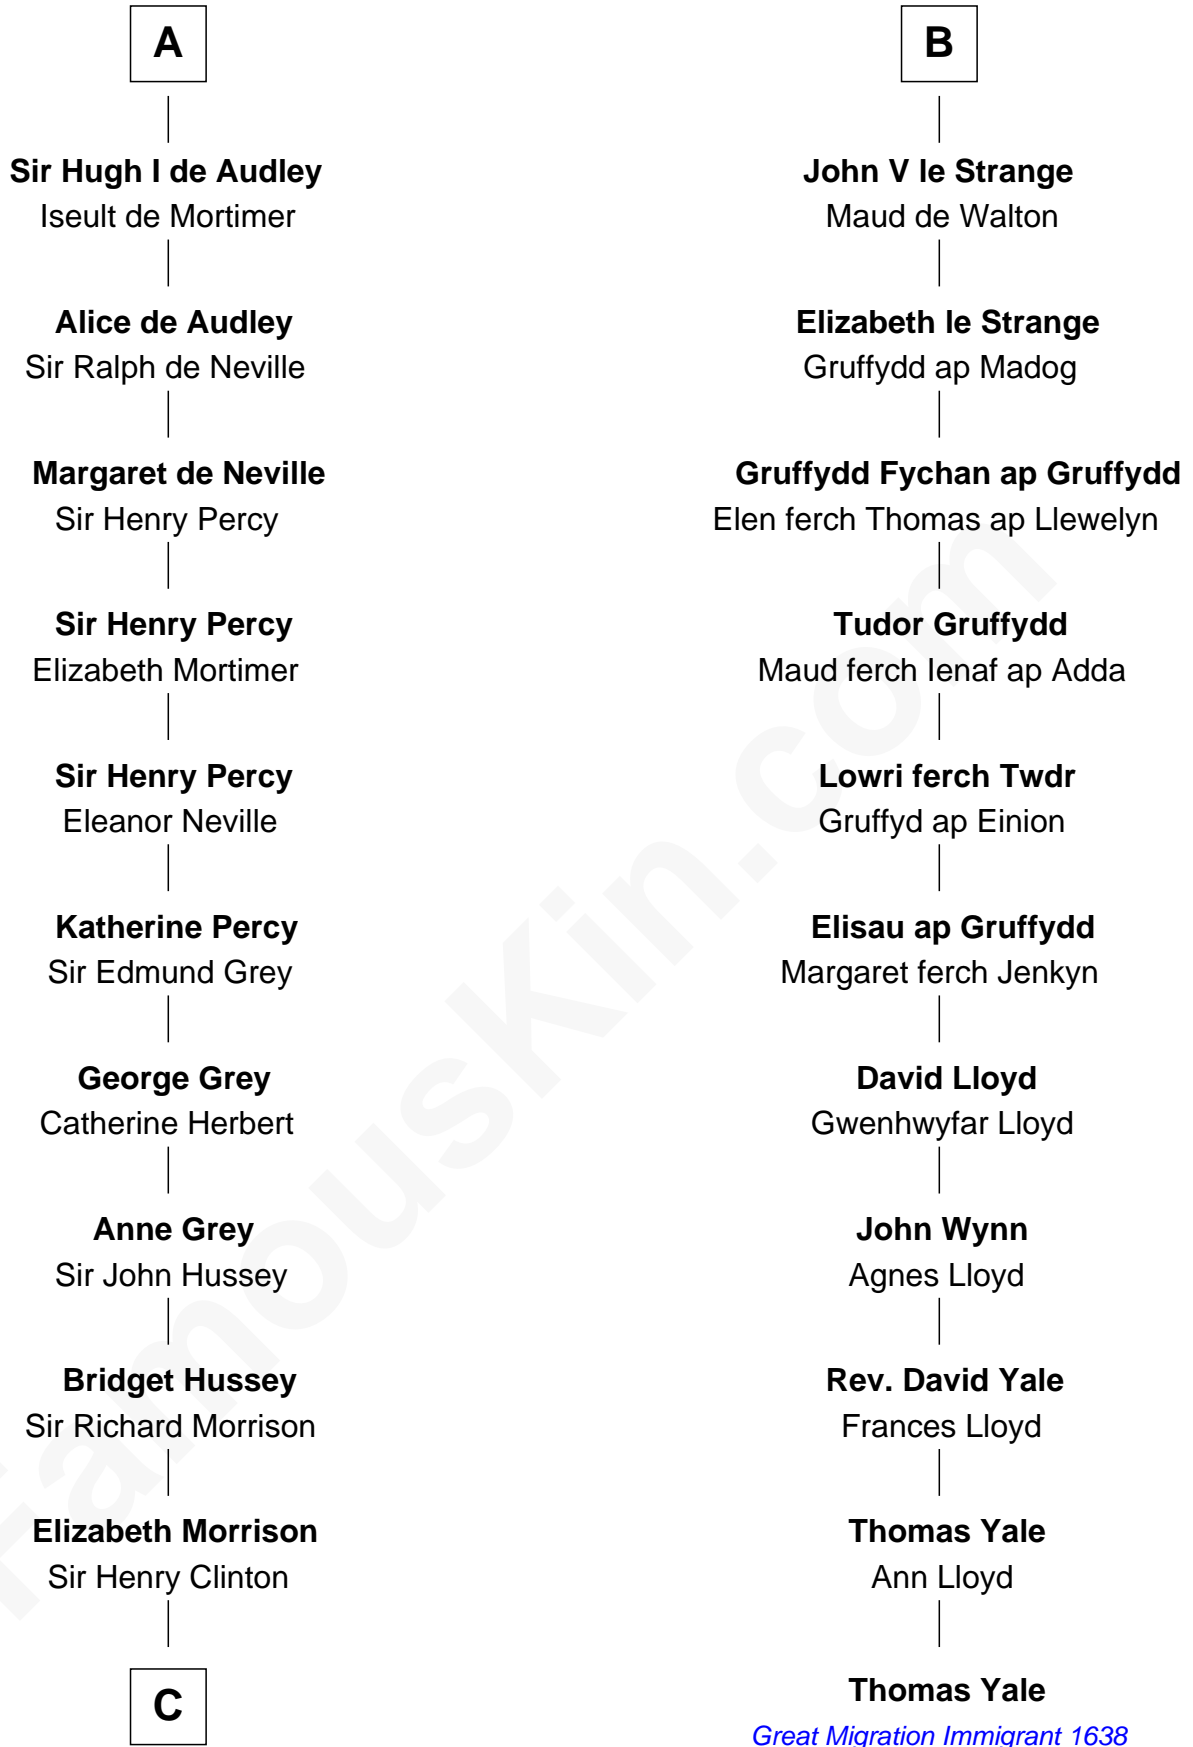 A
Sir Hugh I de Audley
Iseult de Mortimer
Alice de Audley
Sir Ralph de Neville
Margaret de Neville
Sir Henry Percy
Sir Henry Percy
Elizabeth Mortimer
Sir Henry Percy
Eleanor Neville
Katherine Percy
Sir Edmund Grey
George Grey
Catherine Herbert
Anne Grey
Sir John Hussey
Bridget Hussey
Sir Richard Morrison
Elizabeth Morrison
Sir Henry Clinton
C
B
John V le Strange
Maud de Walton
Elizabeth le Strange
Gruffydd ap Madog
Gruffydd Fychan ap Gruffydd
Elen ferch Thomas ap Llewelyn
Tudor Gruffydd
Maud ferch Ienaf ap Adda
Lowri ferch Twdr
Gruffyd ap Einion
Elisau ap Gruffydd
Margaret ferch Jenkyn
David Lloyd
Gwenhwyfar Lloyd
John Wynn
Agnes Lloyd
Rev. David Yale
Frances Lloyd
Thomas Yale
Ann Lloyd
Thomas Yale
Great Migration Immigrant 1638
FamousKin.com